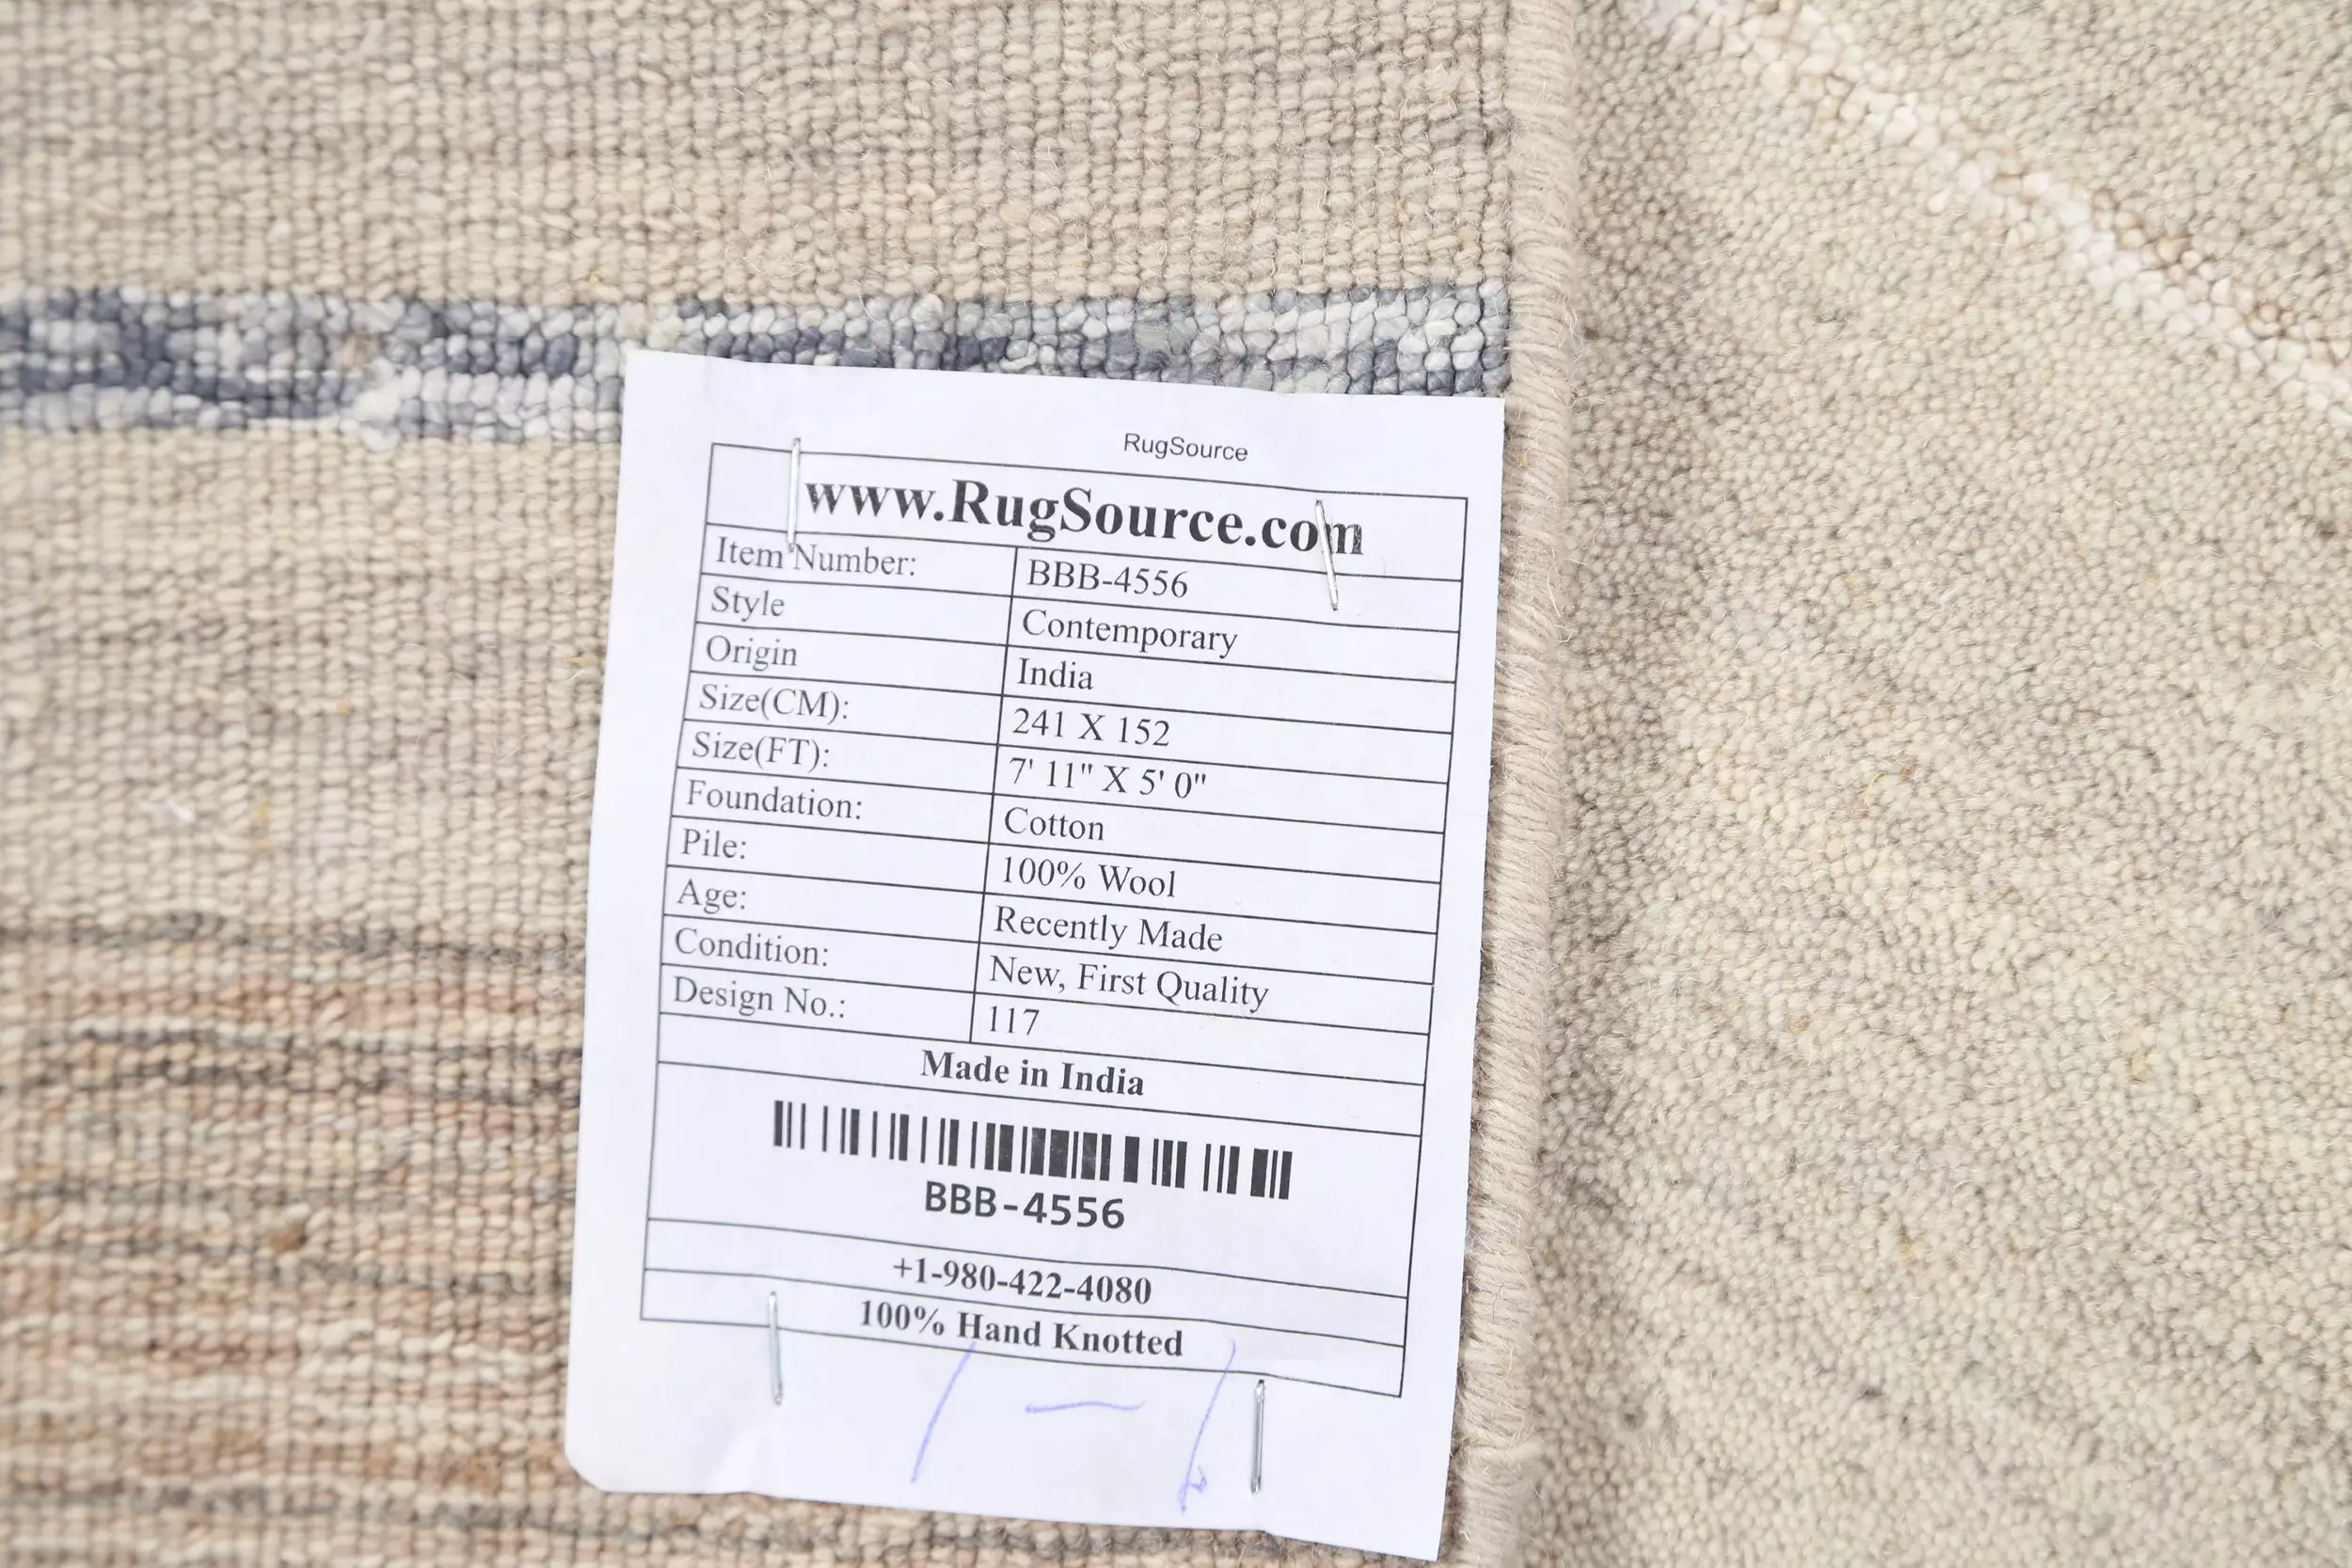 RugSource
www.RugSource.com
Item Number: BBB-4556
Style Contemporary
Origin India
Size(CM): 241 X 152
Size(FT): 7' 11" X 5' 0"
Foundation: Cotton
Pile: 100% Wool
Age: Recently Made
Condition: New, First Quality
Design No.: 117
Made in India
BBB-4556
+1-980-422-4080
100% Hand Knotted